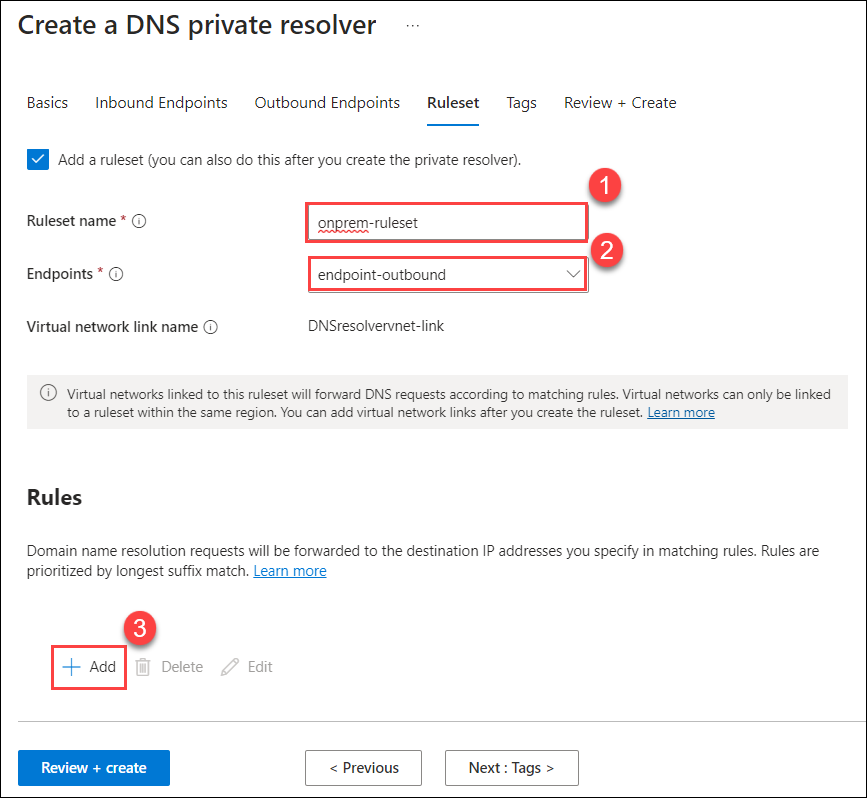 Create a DNS private resolver ...
Basics Inbound Endpoints Outbound Endpoints Ruleset Tags Review + Create
Add a ruleset (you can also do this after you create the private resolver).
1
Ruleset name * onprem-ruleset
2
Endpoints * endpoint-outbound
Virtual network link name DNSresolvervnet-link
Virtual networks linked to this ruleset will forward DNS requests according to matching rules. Virtual networks can only be linked
to a ruleset within the same region. You can add virtual network links after you create the ruleset. Learn more
Rules
Domain name resolution requests will be forwarded to the destination IP addresses you specify in matching rules. Rules are
prioritized by longest suffix match. Learn more
3
+ Add Delete Edit
Review + create < Previous Next : Tags >